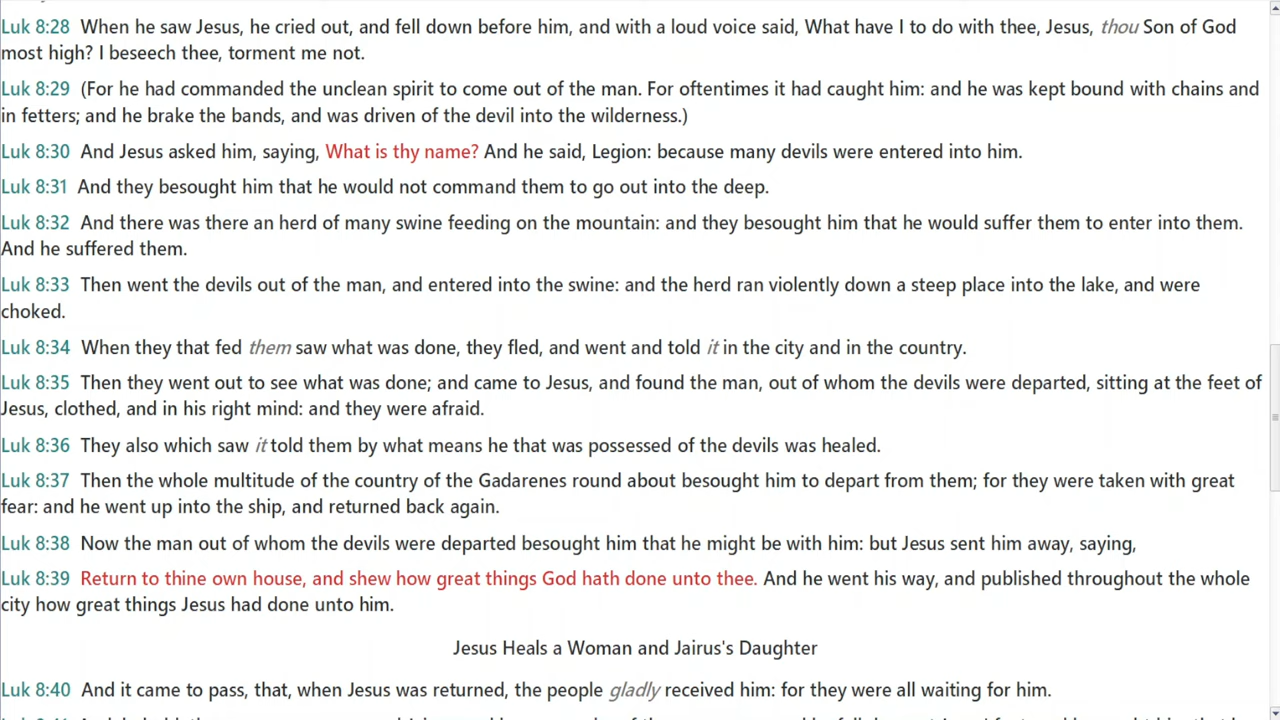 Luk 8:28 When he saw Jesus, he cried out, and fell down before him, and with a loud voice said, What have I to do with thee, Jesus, thou Son of God
most high? I beseech thee, torment me not.
Luk 8:29 (For he had commanded the unclean spirit to come out of the man. For oftentimes it had caught him: and he was kept bound with chains and
in fetters; and he brake the bands, and was driven of the devil into the wilderness.)
Luk 8:30 And Jesus asked him, saying, What is thy name? And he said, Legion: because many devils were entered into him.
Luk 8:31 And they besought him that he would not command them to go out into the deep.
Luk 8:32 And there was there an herd of many swine feeding on the mountain: and they besought him that he would suffer them to enter into them.
And he suffered them.
Luk 8:33 Then went the devils out of the man, and entered into the swine: and the herd ran violently down a steep place into the lake, and were
choked.
Luk 8:34 When they that fed them saw what was done, they fled, and went and told it in the city and in the country.
Luk 8:35 Then they went out to see what was done; and came to Jesus, and found the man, out of whom the devils were departed, sitting at the feet of
Jesus, clothed, and in his right mind: and they were afraid.
Luk 8:36 They also which saw it told them by what means he that was possessed of the devils was healed.
Luk 8:37 Then the whole multitude of the country of the Gadarenes round about besought him to depart from them; for they were taken with great
fear: and he went up into the ship, and returned back again.
Luk 8:38 Now the man out of whom the devils were departed besought him that he might be with him: but Jesus sent him away, saying,
Luk 8:39 Return to thine own house, and shew how great things God hath done unto thee. And he went his way, and published throughout the whole
city how great things Jesus had done unto him.
Jesus Heals a Woman and Jairus's Daughter
Luk 8:40 And it came to pass, that, when Jesus was returned, the people gladly received him: for they were all waiting for him.